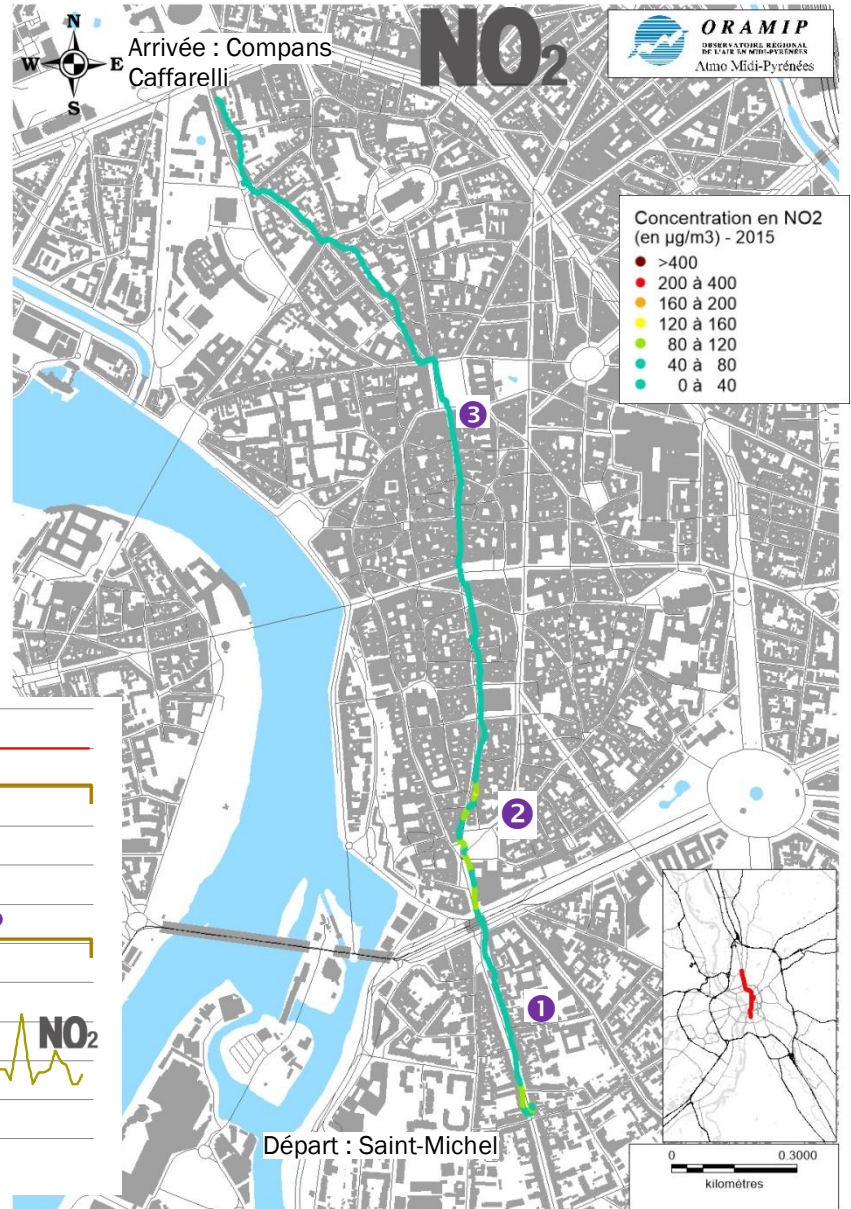 N
W E
S
Arrivée : Compans
Caffarelli
NO2
ORAMIP
OBSERVATOIRE RÉGIONAL
DE L'AIR EN MIDI-PYRÉNÉES
Atmo Midi-Pyrénées
Concentration en NO2
(en µg/m3) - 2015
>400
200 à 400
160 à 200
120 à 160
80 à 120
40 à 80
0 à 40
3
2
1
NO2
Départ : Saint-Michel
0 0.3000
kilomètres